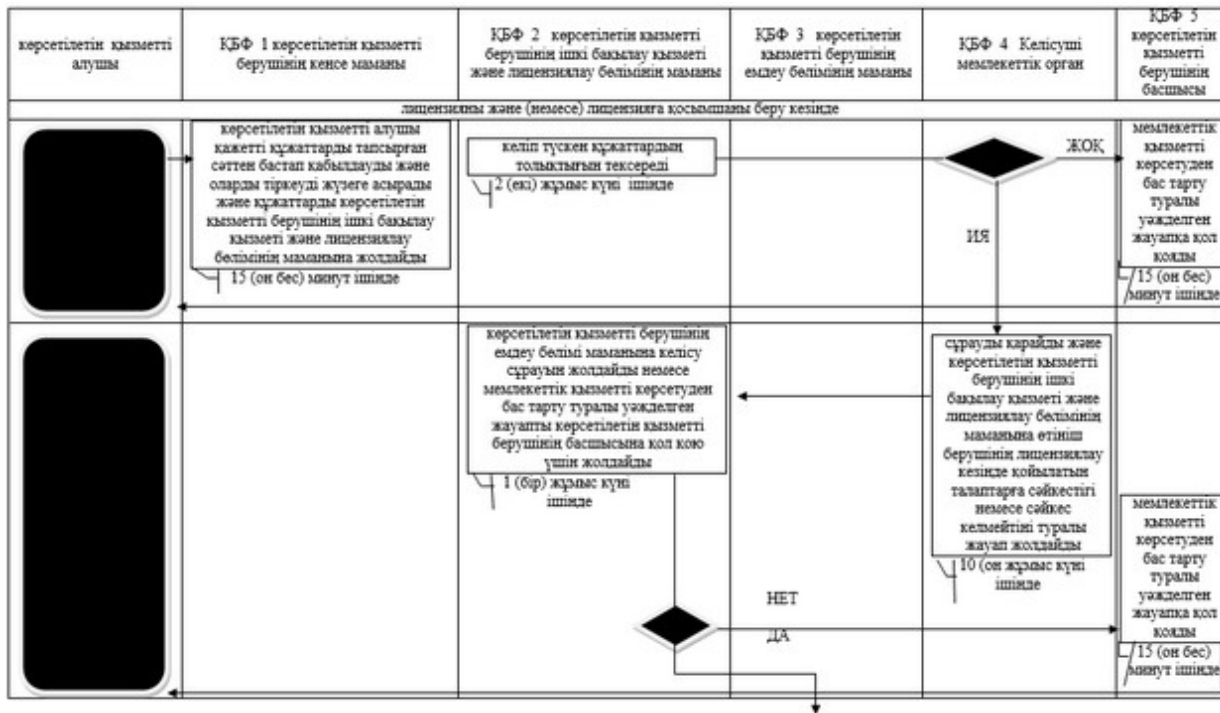 көрсетілетін қызметті
алушы
ҚБФ 1 көрсетілетін қызметті
берушінің кеңсе маманы
ҚБФ 2 көрсетілетін қызметті
берушінің ішкі бақылау қызметі
және лицензиялау бөлімінің маманы
ҚБФ 3 көрсетілетін
қызметті берушінің
емдеу бөлімінің маманы
ҚБФ 4 Келісуші
мемлекеттік орган
ҚБФ 5
көрсетілетін
қызметті
берушінің
басшысы
лицензияны және (немесе) лицензияға қосымшаны беру кезінде
көрсетілетін қызметті алушы
қажетті құжаттарды тапсырған
сәттен бастап қабылдауды және
оларды тіркеуді жүзеге асырады
және құжаттарды көрсетілетін
қызметті берушінің ішкі бақылау
қызметі және лицензиялау
бөлімінің маманына жолдайды
15 (он бес) минут ішінде
келіп түскен құжаттардың
толықтығын тексереді
2 (екі) жұмыс күні ішінде
ЖОҚ
ИЯ
мемлекеттік
қызметті
көрсетуден
бас тарту
туралы
уәжделген
жауапқа қол
қояды
15 (он бес)
минут ішінде
көрсетілетін қызметті берушінің
емдеу бөлімі маманына келісу
сұрауын жолдайды немесе
мемлекеттік қызметті көрсетуден
бас тарту туралы уәжделген
жауапты көрсетілетін қызметті
берушінің басшысына қол қою
үшін жолдайды
1 (бір) жұмыс күні
ішінде
сұрауды қарайды және
көрсетілетін қызметті
берушінің ішкі
бақылау қызметі және
лицензиялау бөлімінің
маманына өтініш
берушінің лицензиялау
кезінде қойылатын
талаптарға сәйкестігі
немесе сәйкес
келмейтіні туралы
жауап жолдайды
10 (он жұмыс күні
ішінде
НЕТ
ДА
мемлекеттік
қызметті
көрсетуден
бас тарту
туралы
уәжделген
жауапқа қол
қояды
15 (он бес)
минут ішінде